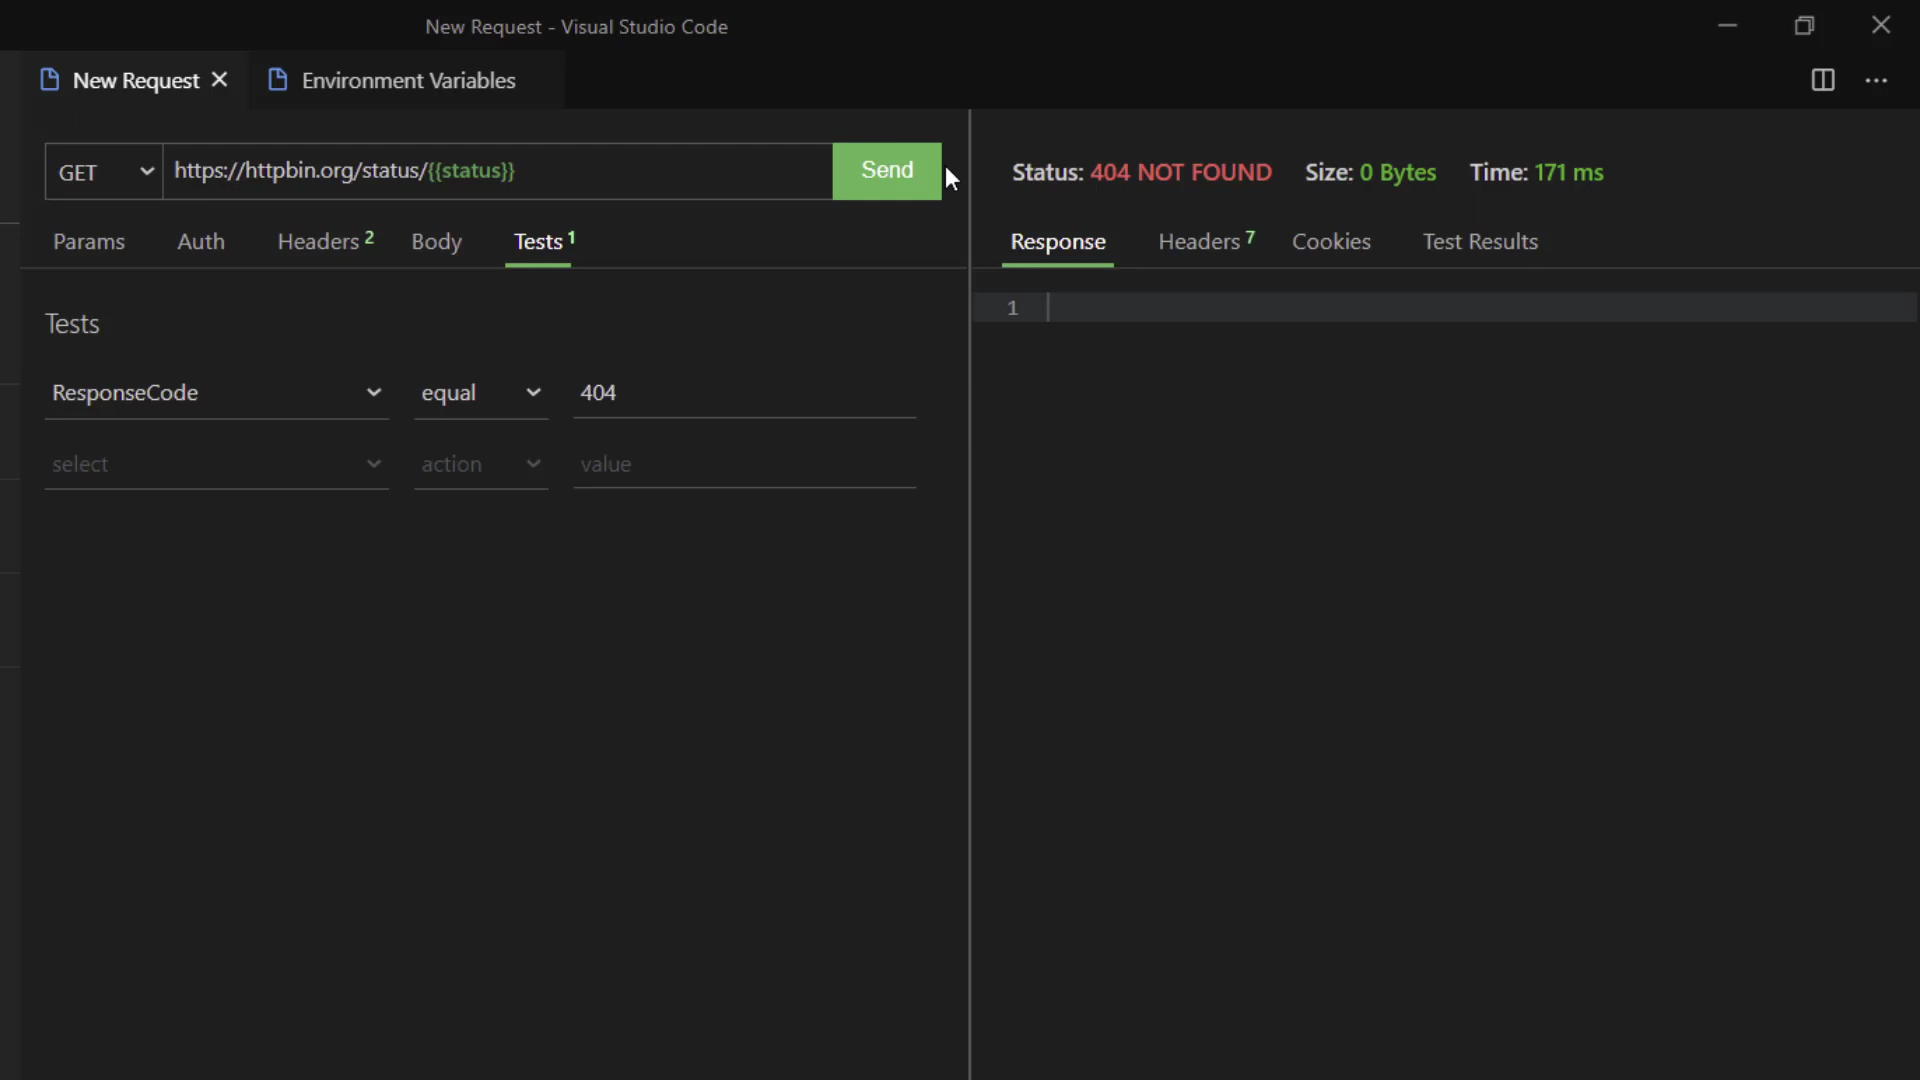 New Request - Visual Studio Code
New Request Environment Variables
GET https://httpbin.org/status/{{status}} Send
Status: 404 NOT FOUND Size: 0 Bytes Time: 171 ms
Params Auth Headers 2 Body Tests 1
Response Headers 7 Cookies Test Results
1
Tests
ResponseCode equal 404
select action value